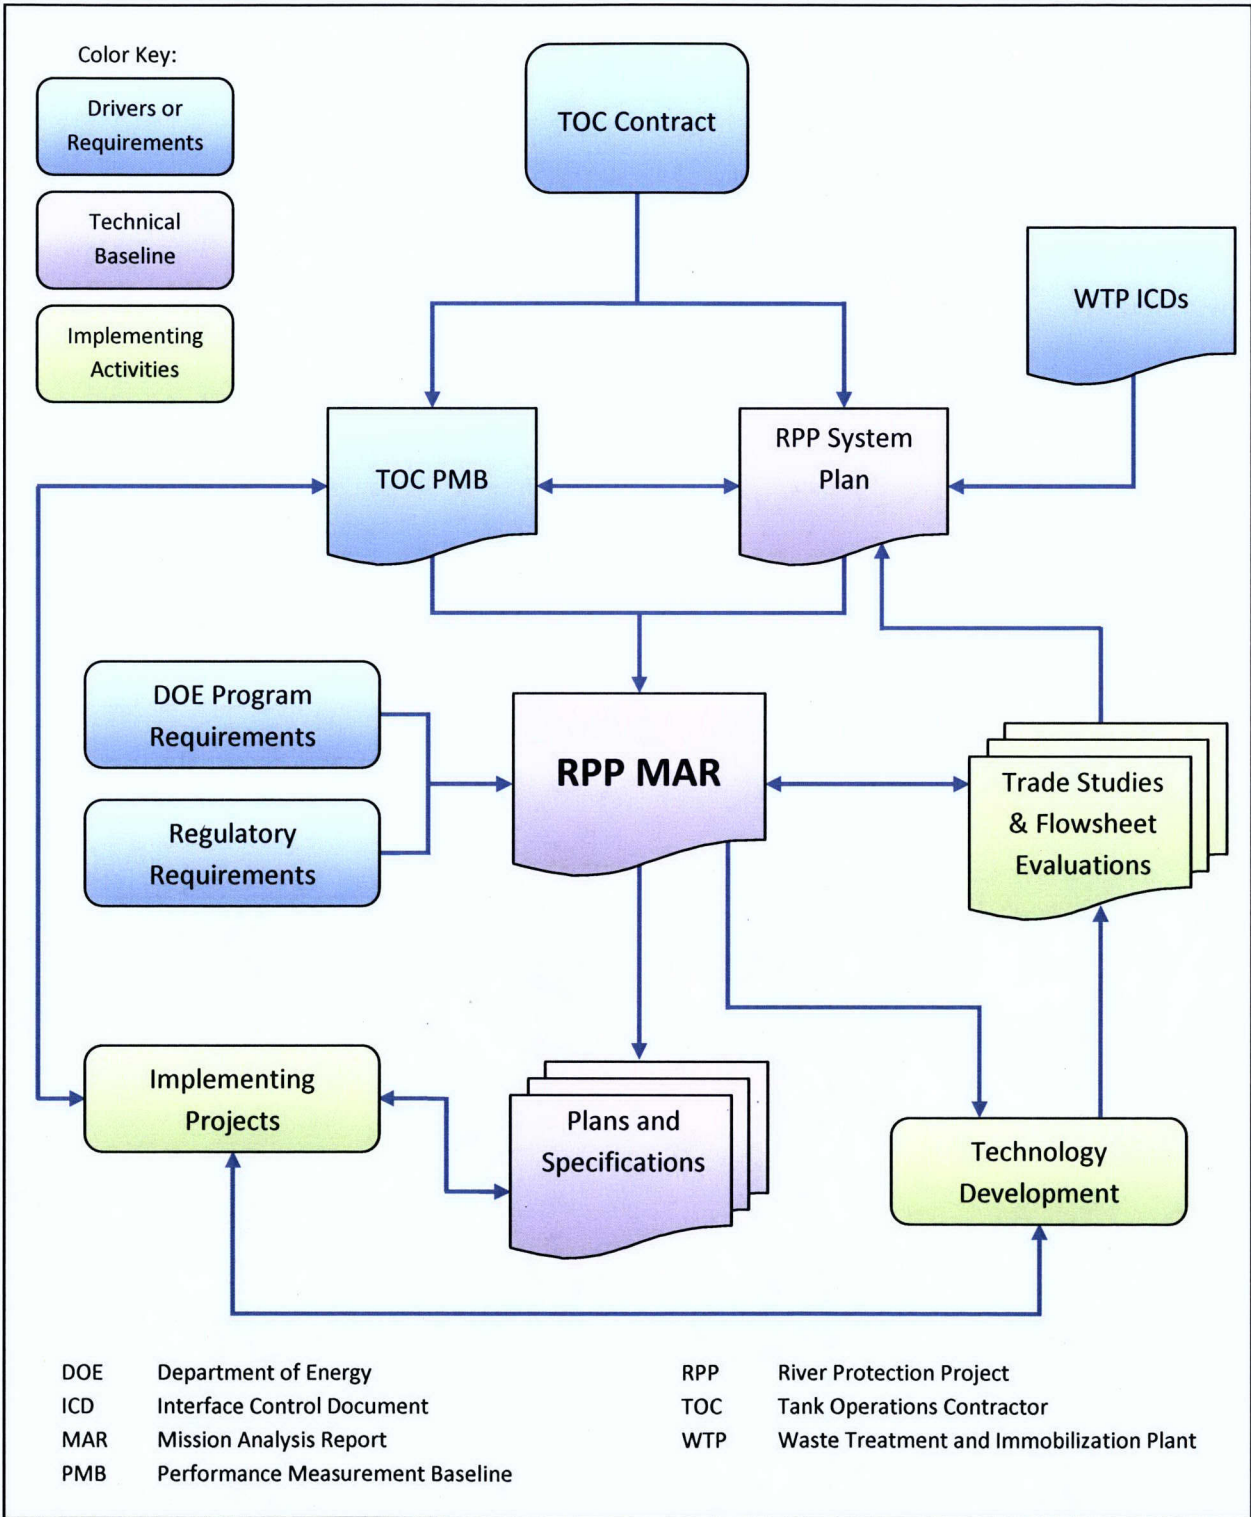 Color Key:
Drivers or
Requirements
Technical
Baseline
Implementing
Activities
TOC Contract
WTP ICDs
TOC PMB
RPP System
Plan
DOE Program
Requirements
Regulatory
Requirements
RPP MAR
Trade Studies
& Flowsheet
Evaluations
Implementing
Projects
Plans and
Specifications
Technology
Development
DOE Department of Energy
ICD Interface Control Document
MAR Mission Analysis Report
PMB Performance Measurement Baseline
RPP River Protection Project
TOC Tank Operations Contractor
WTP Waste Treatment and Immobilization Plant